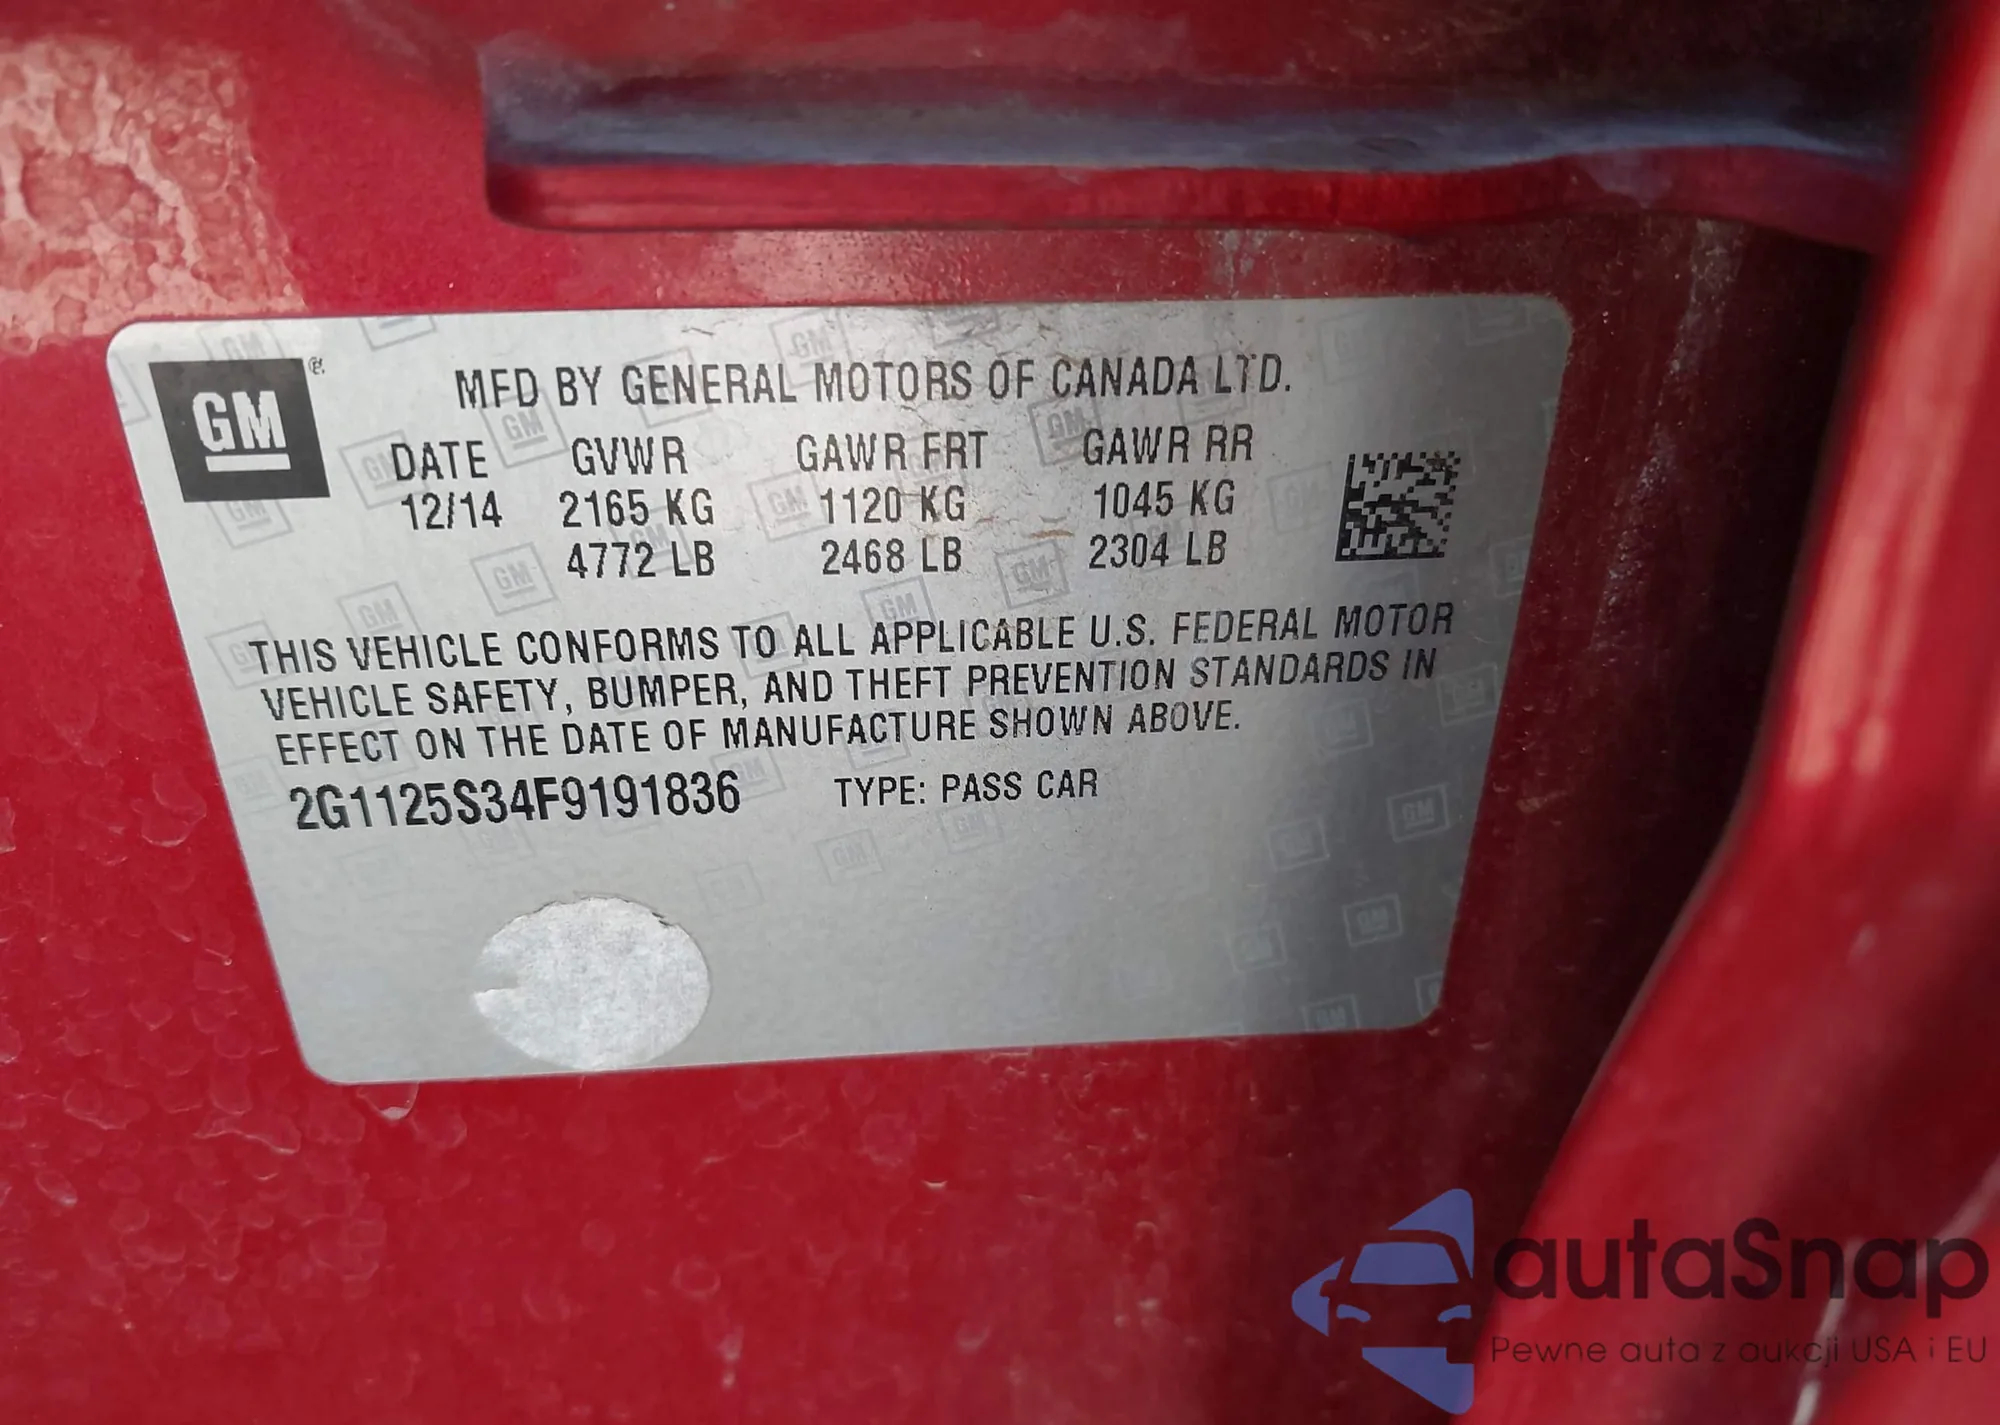 GM ®
MFD BY GENERAL MOTORS OF CANADA LTD.
DATE GVWR GAWR FRT GAWR RR
12/14 2165 KG 1120 KG 1045 KG
4772 LB 2468 LB 2304 LB
THIS VEHICLE CONFORMS TO ALL APPLICABLE U.S. FEDERAL MOTOR
VEHICLE SAFETY, BUMPER, AND THEFT PREVENTION STANDARDS IN
EFFECT ON THE DATE OF MANUFACTURE SHOWN ABOVE.
2G1125S34F9191836 TYPE: PASS CAR
autaSnap
Pewne auta z aukcji USA i EU